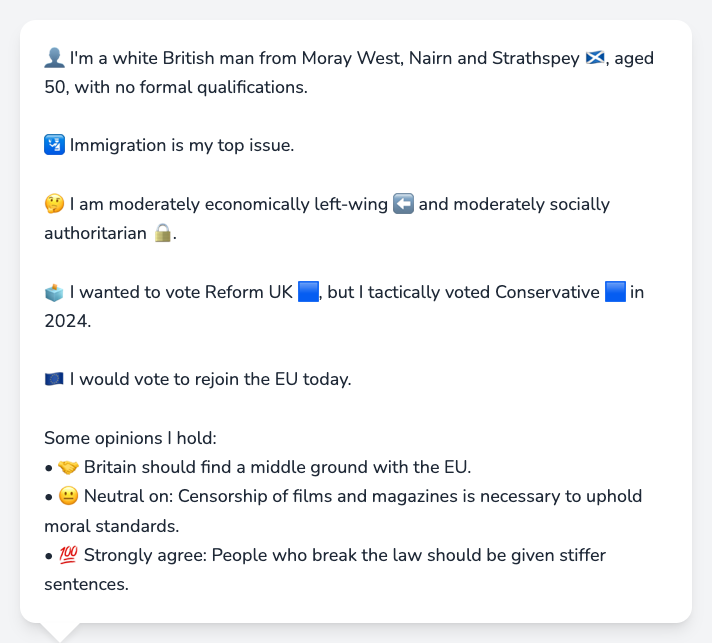 👤 I'm a white British man from Moray West, Nairn and Strathspey 🏴󠁧󠁢󠁳󠁣󠁴󠁿, aged
50, with no formal qualifications.
🛂 Immigration is my top issue.
🤔 I am moderately economically left-wing ⬅️ and moderately socially
authoritarian 🔒.
🗳️ I wanted to vote Reform UK 🟦, but I tactically voted Conservative 🟦 in
2024.
🇪🇺 I would vote to rejoin the EU today.
Some opinions I hold:
• 🤝 Britain should find a middle ground with the EU.
• 😐 Neutral on: Censorship of films and magazines is necessary to uphold
moral standards.
• 💯 Strongly agree: People who break the law should be given stiffer
sentences.